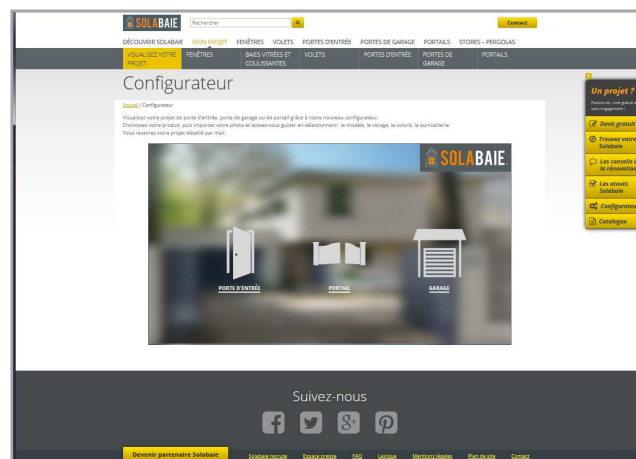 SOLABAIE
Rechercher
Contact
DÉCOUVRIR SOLABAIE MON PROJET FENÊTRES VOLETS PORTES D'ENTRÉE PORTES DE GARAGE PORTAILS STORES – PERGOLAS
VISUALISEZ VOTRE PROJET FENÊTRES BAIES VITRÉES ET COULISSANTES VOLETS PORTES D'ENTRÉE PORTES DE GARAGE PORTAILS
Configurateur
Accueil / Configurateur
Visualisez votre projet de porte d'entrée, porte de garage ou de portail grâce à notre nouveau configurateur.
Choisissez votre produit, puis importez votre photo et laissez-vous guider en sélectionnant : le modèle, le vitrage, le coloris, la quincaillerie.
Vous recevrez votre projet détaillé par mail.
SOLABAIE
PORTE D'ENTRÉE
PORTAIL
GARAGE
Un projet ?
Devis gratuit
Trouvez votre
Solabaie
Les conseils
la rénovation
Les atouts
Solabaie
Configurateu
Catalogue
Suivez-nous
Devenir partenaire Solabaie
Solabaie recrute Espace presse FAQ Lexique Mentions légales Plan de site Contact